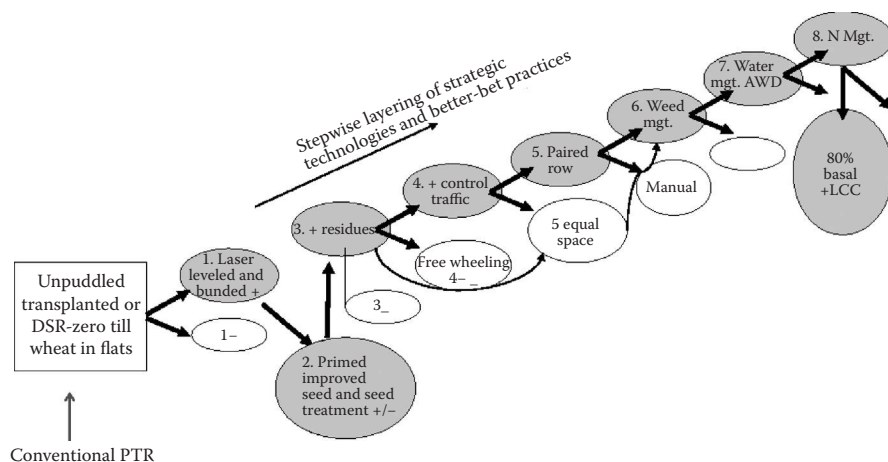 Stepwise layering of strategic
technologies and better-bet practices
Unpuddled
transplanted or
DSR-zero till
wheat in flats
Conventional PTR
1. Laser
leveled and
bunded +
1–
2. Primed
improved
seed and seed
treatment +/–
3. + residues
3_
4. + control
traffic
Free wheeling
4– _
5. Paired
row
5 equal
space
6. Weed
mgt.
Manual
7. Water
mgt. AWD
8. N Mgt.
80%
basal
+LCC